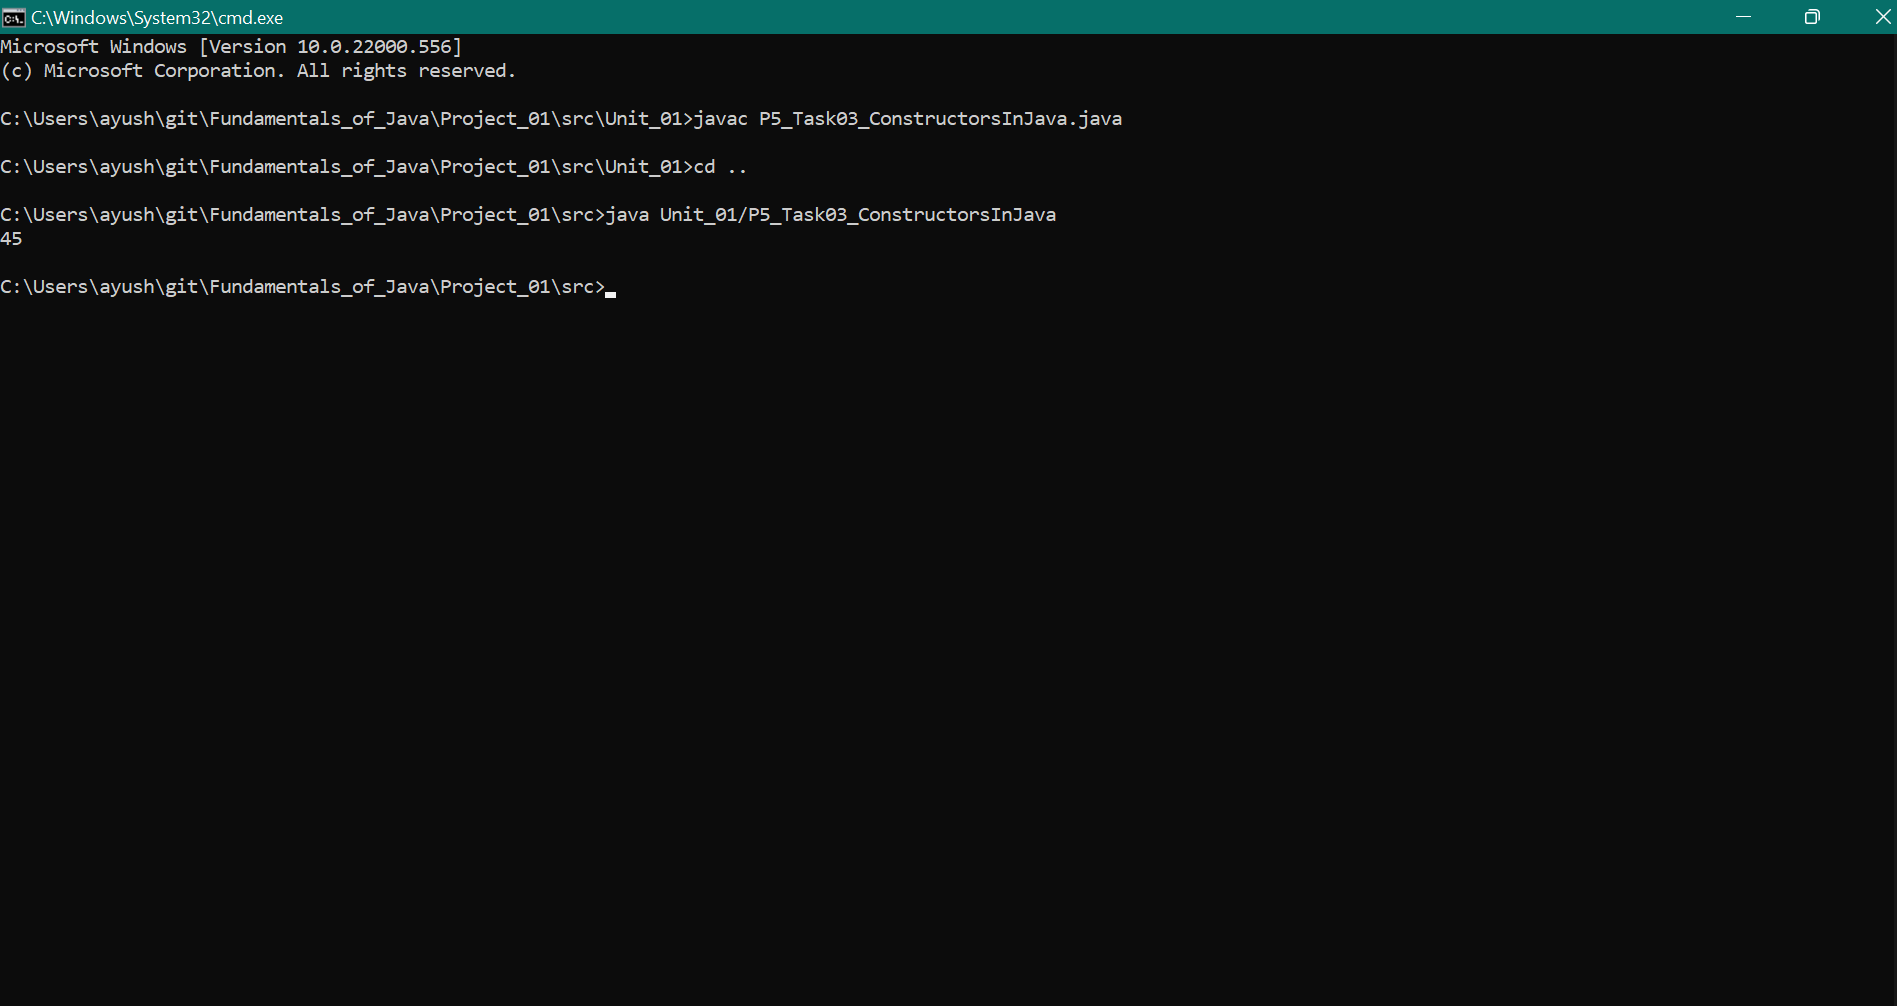 C:\Windows\System32\cmd.exe
Microsoft Windows [Version 10.0.22000.556]
(c) Microsoft Corporation. All rights reserved.
C:\Users\ayush\git\Fundamentals_of_Java\Project_01\src\Unit_01>javac P5_Task03_ConstructorsInJava.java
C:\Users\ayush\git\Fundamentals_of_Java\Project_01\src\Unit_01>cd ..
C:\Users\ayush\git\Fundamentals_of_Java\Project_01\src>java Unit_01/P5_Task03_ConstructorsInJava
45
C:\Users\ayush\git\Fundamentals_of_Java\Project_01\src>